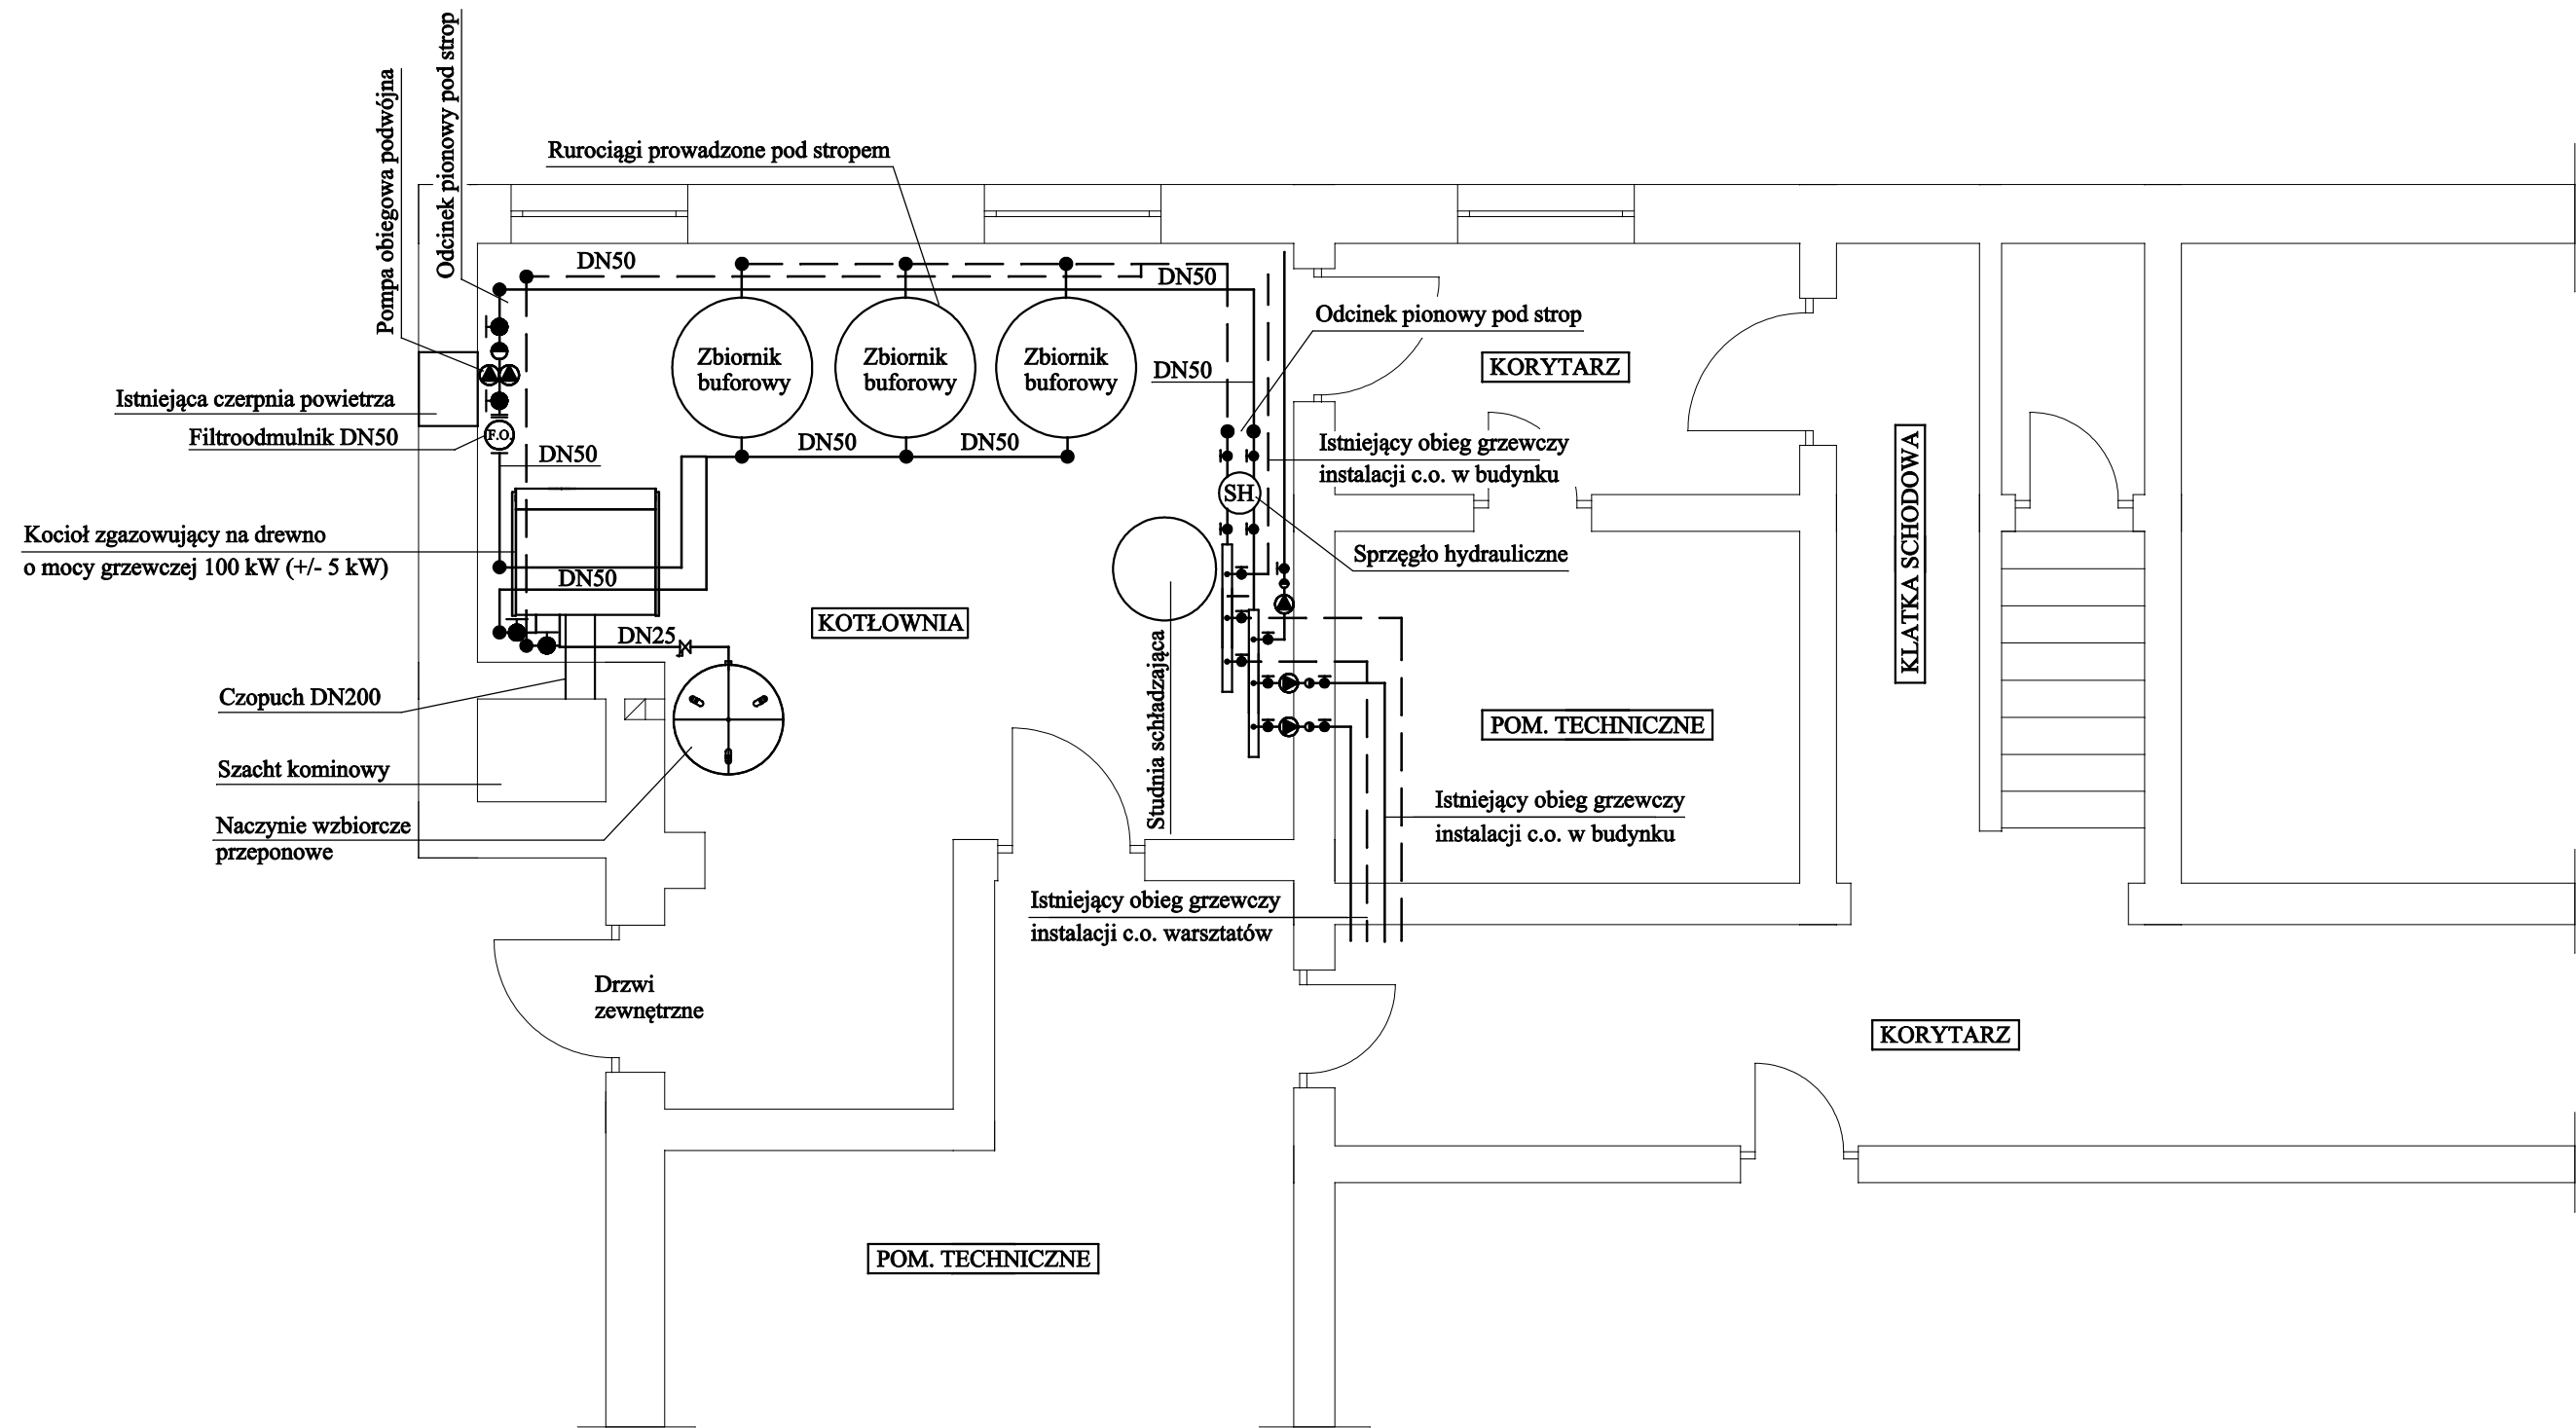 Pompa obiegowa podwójna
Odcinek pionowy pod strop
Rurociągi prowadzone pod stropem
DN50
DN50
Odcinek pionowy pod strop
Zbiornik
buforowy
Zbiornik
buforowy
Zbiornik
buforowy
DN50
KORYTARZ
Istniejąca czerpnia powietrza
Filtroodmulnik DN50
F.O.
DN50
DN50
DN50
Istniejący obieg grzewczy
instalacji c.o. w budynku
KLATKA SCHODOWA
SH
Kocioł zgazowujący na drewno
o mocy grzewczej 100 kW (+/- 5 kW)
DN50
Sprzęgło hydrauliczne
KOTŁOWNIA
DN25
Studnia schładzająca
Czopuch DN200
POM. TECHNICZNE
Szacht kominowy
Naczynie wzbiorcze
przeponowe
Istniejący obieg grzewczy
instalacji c.o. w budynku
Istniejący obieg grzewczy
instalacji c.o. warsztatów
Drzwi
zewnętrzne
KORYTARZ
POM. TECHNICZNE